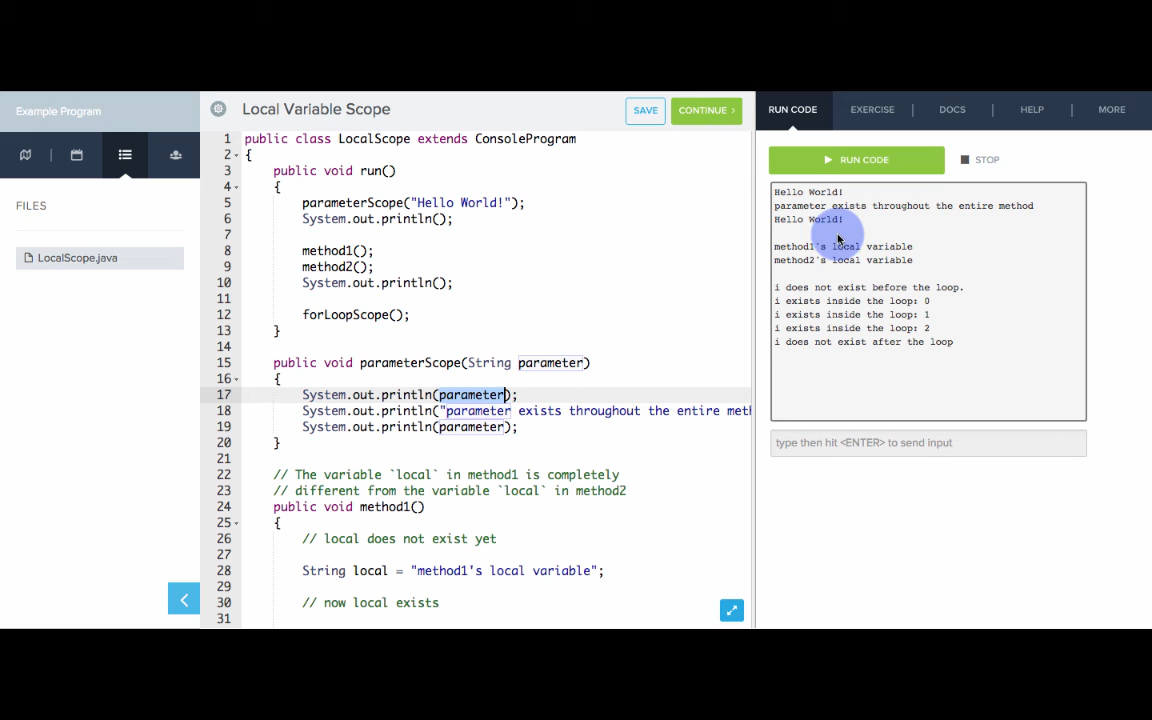 Example Program
FILES
LocalScope.java
Local Variable Scope
SAVE
CONTINUE >
1 public class LocalScope extends ConsoleProgram
2 {
3 public void run()
4 {
5 parameterScope("Hello World!");
6 System.out.println();
7
8 method1();
9 method2();
10 System.out.println();
11
12 forLoopScope();
13 }
14
15 public void parameterScope(String parameter)
16 {
17 System.out.println(parameter);
18 System.out.println("parameter exists throughout the entire met
19 System.out.println(parameter);
20 }
21
22 // The variable `local` in method1 is completely
23 // different from the variable `local` in method2
24 public void method1()
25 {
26 // local does not exist yet
27
28 String local = "method1's local variable";
29
30 // now local exists
31
RUN CODE
EXERCISE
DOCS
HELP
MORE
RUN CODE
STOP
Hello World!
parameter exists throughout the entire method
Hello World!
method1's local variable
method2's local variable
i does not exist before the loop.
i exists inside the loop: 0
i exists inside the loop: 1
i exists inside the loop: 2
i does not exist after the loop
type then hit <ENTER> to send input